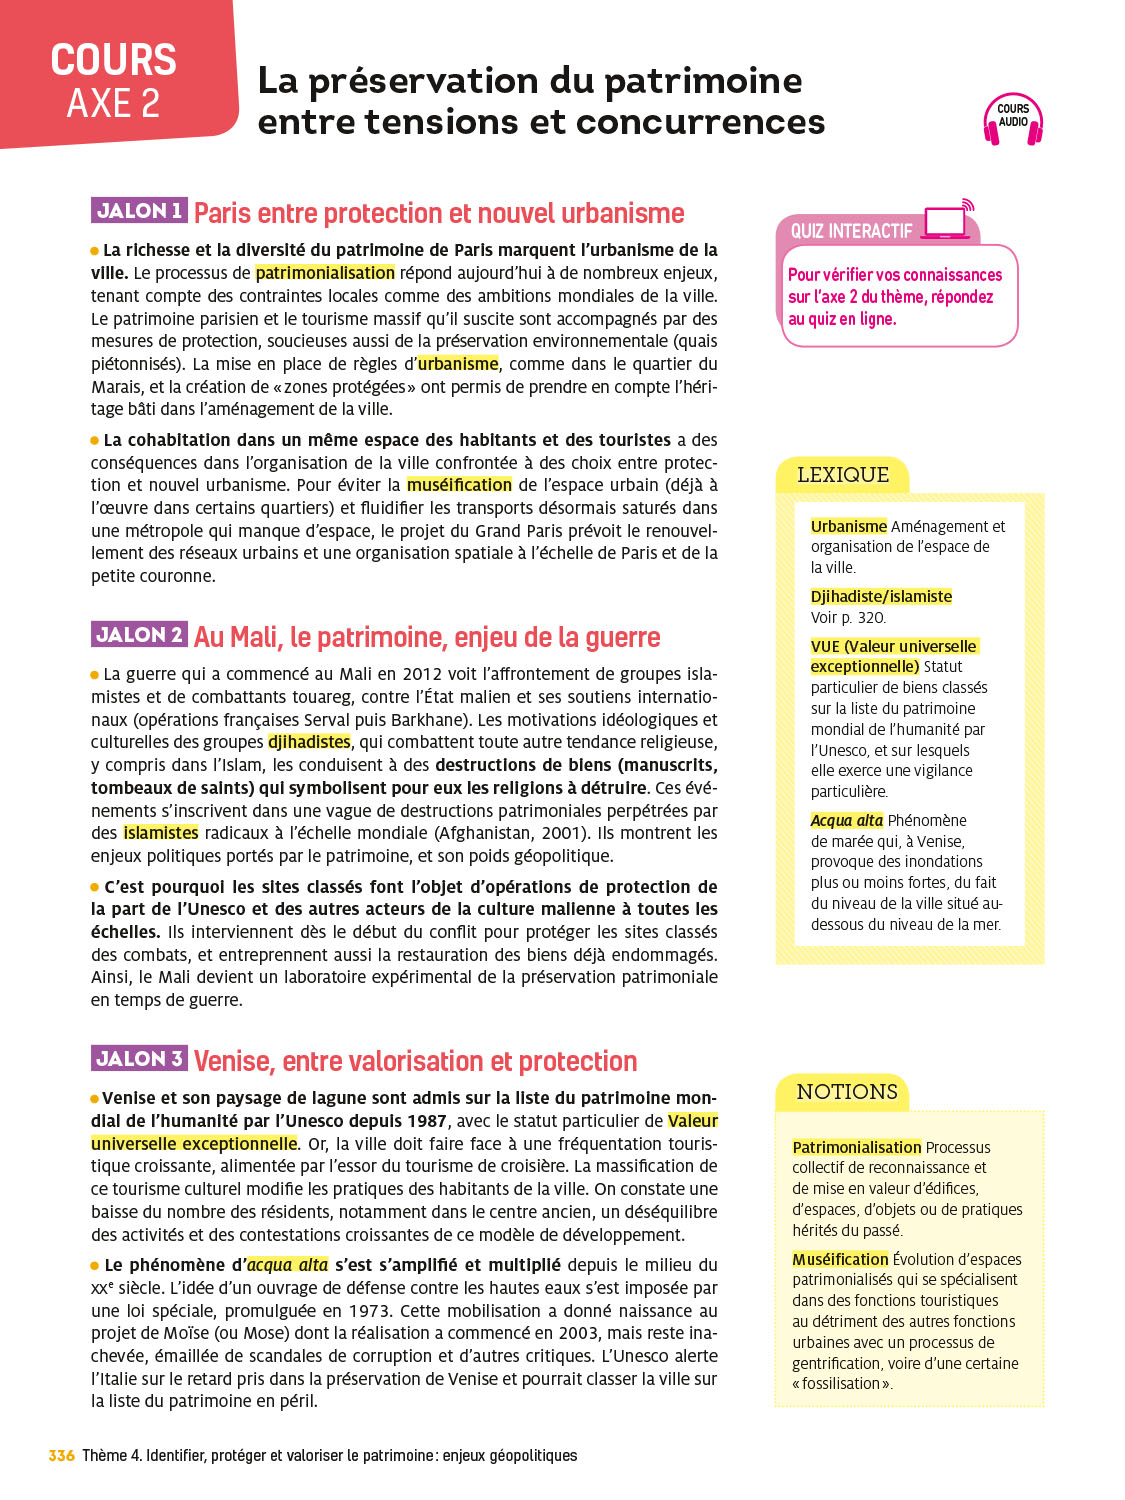 COURS
AXE 2
La préservation du patrimoine
entre tensions et concurrences
COURS
AUDIO
JALON 1 Paris entre protection et nouvel urbanisme
• La richesse et la diversité du patrimoine de Paris marquent l’urbanisme de la
ville. Le processus de patrimonialisation répond aujourd’hui à de nombreux enjeux,
tenant compte des contraintes locales comme des ambitions mondiales de la ville.
Le patrimoine parisien et le tourisme massif qu’il suscite sont accompagnés par des
mesures de protection, soucieuses aussi de la préservation environnementale (quais
piétonnisés). La mise en place de règles d’urbanisme, comme dans le quartier du
Marais, et la création de « zones protégées » ont permis de prendre en compte l’héri-
tage bâti dans l’aménagement de la ville.
• La cohabitation dans un même espace des habitants et des touristes a des
conséquences dans l’organisation de la ville confrontée à des choix entre protec-
tion et nouvel urbanisme. Pour éviter la muséification de l’espace urbain (déjà à
l’œuvre dans certains quartiers) et fluidifier les transports désormais saturés dans
une métropole qui manque d’espace, le projet du Grand Paris prévoit le renouvel-
lement des réseaux urbains et une organisation spatiale à l’échelle de Paris et de la
petite couronne.
JALON 2 Au Mali, le patrimoine, enjeu de la guerre
• La guerre qui a commencé au Mali en 2012 voit l’affrontement de groupes isla-
mistes et de combattants touareg, contre l’État malien et ses soutiens internatio-
naux (opérations françaises Serval puis Barkhane). Les motivations idéologiques et
culturelles des groupes djihadistes, qui combattent toute autre tendance religieuse,
y compris dans l’Islam, les conduisent à des destructions de biens (manuscrits,
tombeaux de saints) qui symbolisent pour eux les religions à détruire. Ces évé-
nements s’inscrivent dans une vague de destructions patrimoniales perpétrées par
des islamistes radicaux à l’échelle mondiale (Afghanistan, 2001). Ils montrent les
enjeux politiques portés par le patrimoine, et son poids géopolitique.
• C’est pourquoi les sites classés font l’objet d’opérations de protection de
la part de l’Unesco et des autres acteurs de la culture malienne à toutes les
échelles. Ils interviennent dès le début du conflit pour protéger les sites classés
des combats, et entreprennent aussi la restauration des biens déjà endommagés.
Ainsi, le Mali devient un laboratoire expérimental de la préservation patrimoniale
en temps de guerre.
JALON 3 Venise, entre valorisation et protection
• Venise et son paysage de lagune sont admis sur la liste du patrimoine mon-
dial de l’humanité par l’Unesco depuis 1987, avec le statut particulier de Valeur
universelle exceptionnelle. Or, la ville doit faire face à une fréquentation touris-
tique croissante, alimentée par l’essor du tourisme de croisière. La massification de
ce tourisme culturel modifie les pratiques des habitants de la ville. On constate une
baisse du nombre des résidents, notamment dans le centre ancien, un déséquilibre
des activités et des contestations croissantes de ce modèle de développement.
• Le phénomène d’acqua alta s’est s’amplifié et multiplié depuis le milieu du
XXe siècle. L’idée d’un ouvrage de défense contre les hautes eaux s’est imposée par
une loi spéciale, promulguée en 1973. Cette mobilisation a donné naissance au
projet de Moïse (ou Mose) dont la réalisation a commencé en 2003, mais reste ina-
chevée, émaillée de scandales de corruption et d’autres critiques. L’Unesco alerte
l’Italie sur le retard pris dans la préservation de Venise et pourrait classer la ville sur
la liste du patrimoine en péril.
QUIZ INTERACTIF
Pour vérifier vos connaissances
sur l’axe 2 du thème, répondez
au quiz en ligne.
LEXIQUE
Urbanisme Aménagement et
organisation de l’espace de
la ville.
Djihadiste/islamiste
Voir p. 320.
VUE (Valeur universelle
exceptionnelle) Statut
particulier de biens classés
sur la liste du patrimoine
mondial de l’humanité par
l’Unesco, et sur lesquels
elle exerce une vigilance
particulière.
Acqua alta Phénomène
de marée qui, à Venise,
provoque des inondations
plus ou moins fortes, du fait
du niveau de la ville situé au-
dessous du niveau de la mer.
NOTIONS
Patrimonialisation Processus
collectif de reconnaissance et
de mise en valeur d’édifices,
d’espaces, d’objets ou de pratiques
hérités du passé.
Muséification Évolution d’espaces
patrimonialisés qui se spécialisent
dans des fonctions touristiques
au détriment des autres fonctions
urbaines avec un processus de
gentrification, voire d’une certaine
« fossilisation ».
336 Thème 4. Identifier, protéger et valoriser le patrimoine : enjeux géopolitiques